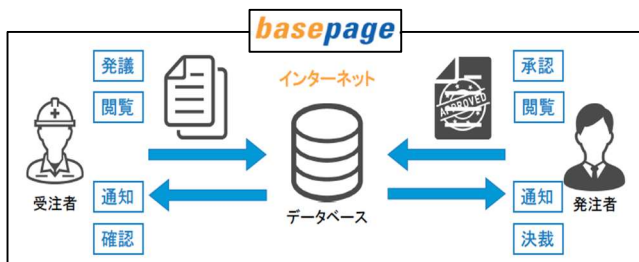 basepage
発議
閲覧
インターネット
承認
閲覧
APPROVED
受注者
通知
確認
データベース
通知
決裁
発注者